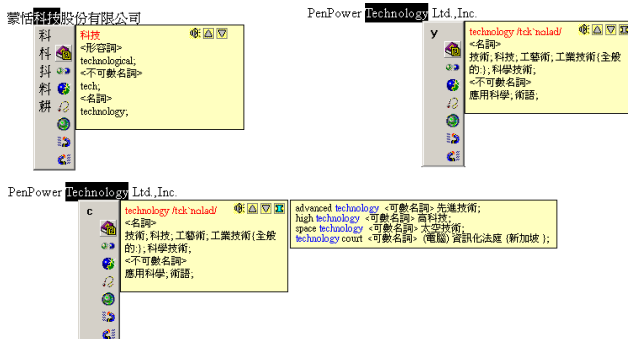 蒙恬科技股份有限公司
科
科技
料
<形容詞>
technological;
抖
<不可數名詞>
料
tech;
<名詞>
耕
technology;
PenPower Technology Ltd.,Inc.
y
technology /tɛkˋnɑlədʒɪ/
<名詞>
技術; 科技; 工藝術; 工業技術{全般
的:}; 科學技術;
<不可數名詞>
應用科學; 術語;
PenPower Technology Ltd.,Inc.
c
technology /tɛkˋnɑlədʒɪ/
<名詞>
技術; 科技; 工藝術; 工業技術{全般
的:}; 科學技術;
<不可數名詞>
應用科學; 術語;
advanced technology <可數名詞> 先進技術;
high technology <可數名詞> 高科技;
space technology <可數名詞> 太空技術;
technology court <可數名詞> (電腦) 資訊化法庭 (新加坡 );